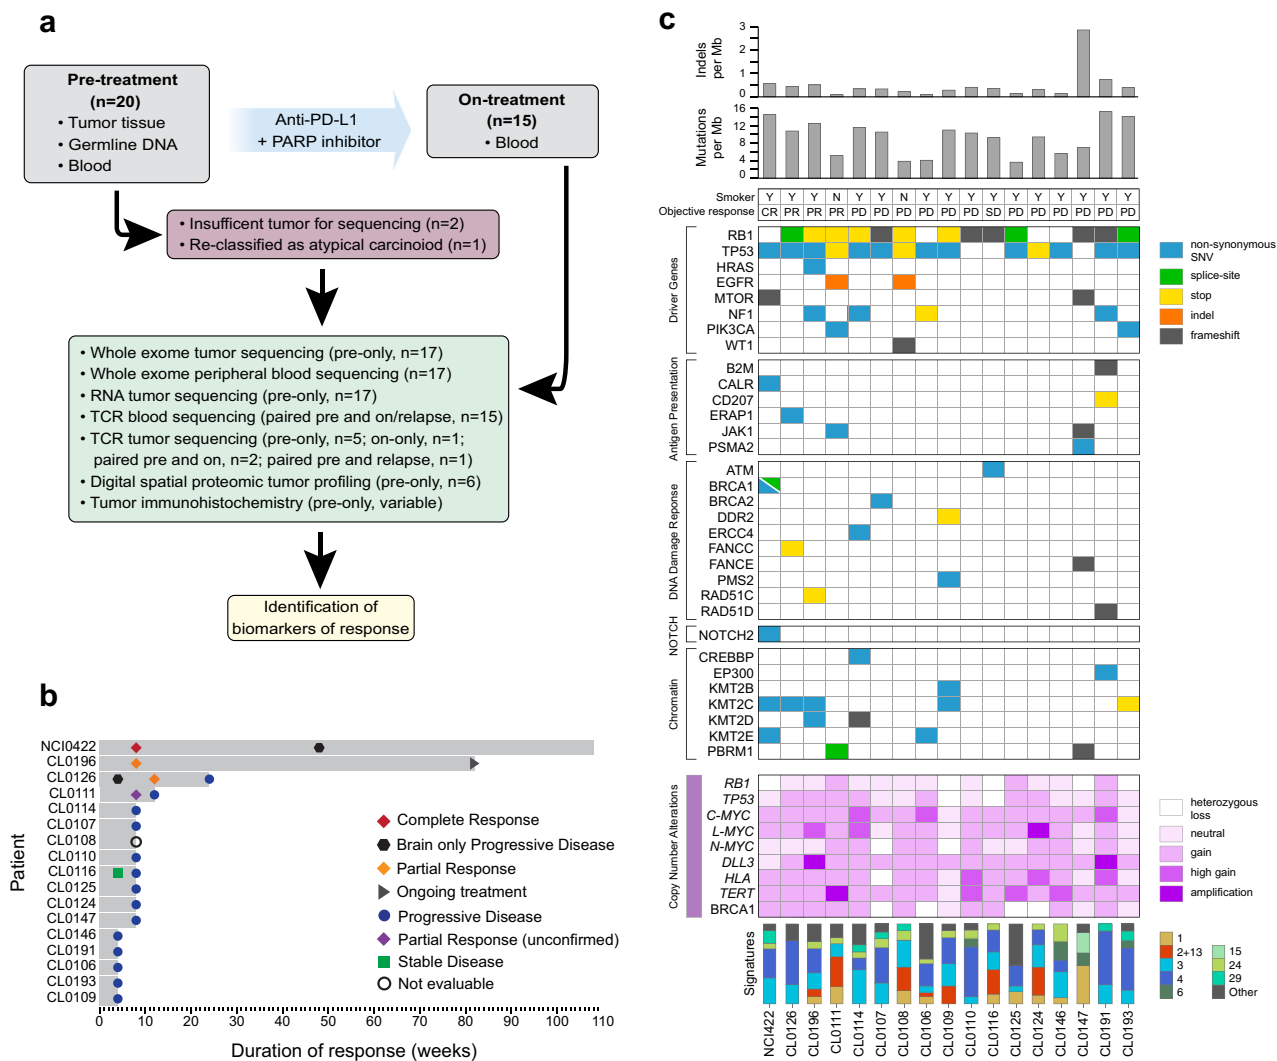 a
Pre-treatment
(n=20)
• Tumor tissue
• Germline DNA
• Blood
Anti-PD-L1
+ PARP inhibitor
On-treatment
(n=15)
• Blood
• Insufficent tumor for sequencing (n=2)
• Re-classified as atypical carcinoiod (n=1)
• Whole exome tumor sequencing (pre-only, n=17)
• Whole exome peripheral blood sequencing (n=17)
• RNA tumor sequencing (pre-only, n=17)
• TCR blood sequencing (paired pre and on/relapse, n=15)
• TCR tumor sequencing (pre-only, n=5; on-only, n=1;
paired pre and on, n=2; paired pre and relapse, n=1)
• Digital spatial proteomic tumor profiling (pre-only, n=6)
• Tumor immunohistochemistry (pre-only, variable)
Identification of
biomarkers of response
b
Patient
NCI0422
CL0196
CL0126
CL0111
CL0114
CL0107
CL0108
CL0110
CL0116
CL0125
CL0124
CL0147
CL0146
CL0191
CL0106
CL0193
CL0109
Complete Response
Brain only Progressive Disease
Partial Response
Ongoing treatment
Progressive Disease
Partial Response (unconfirmed)
Stable Disease
Not evaluable
0 10 20 30 40 50 60 70 80 90 100 110
Duration of response (weeks)
c
Indels
per Mb
3
2
1
0
Mutations
per Mb
16
12
8
4
0
Smoker Y Y Y N Y Y N Y Y Y Y Y Y Y Y Y Y
Objective response CR PR PR PR PD PD PD PD PD PD SD PD PD PD PD PD PD
Driver Genes
RB1
TP53
HRAS
EGFR
MTOR
NF1
PIK3CA
WT1
non-synonymous
SNV
splice-site
stop
indel
frameshift
Antigen Presentation
B2M
CALR
CD207
ERAP1
JAK1
PSMA2
DNA Damage Reponse
ATM
BRCA1
BRCA2
DDR2
ERCC4
FANCC
FANCE
PMS2
RAD51C
RAD51D
NOTCH
NOTCH2
Chromatin
CREBBP
EP300
KMT2B
KMT2C
KMT2D
KMT2E
PBRM1
Copy Number Alterations
RB1
TP53
C-MYC
L-MYC
N-MYC
DLL3
HLA
TERT
BRCA1
heterozygous
loss
neutral
gain
high gain
amplification
Signatures
1
2+13
3
4
6
15
24
29
Other
NCI422
CL0126
CL0196
CL0111
CL0114
CL0107
CL0108
CL0106
CL0109
CL0110
CL0116
CL0125
CL0124
CL0146
CL0147
CL0191
CL0193